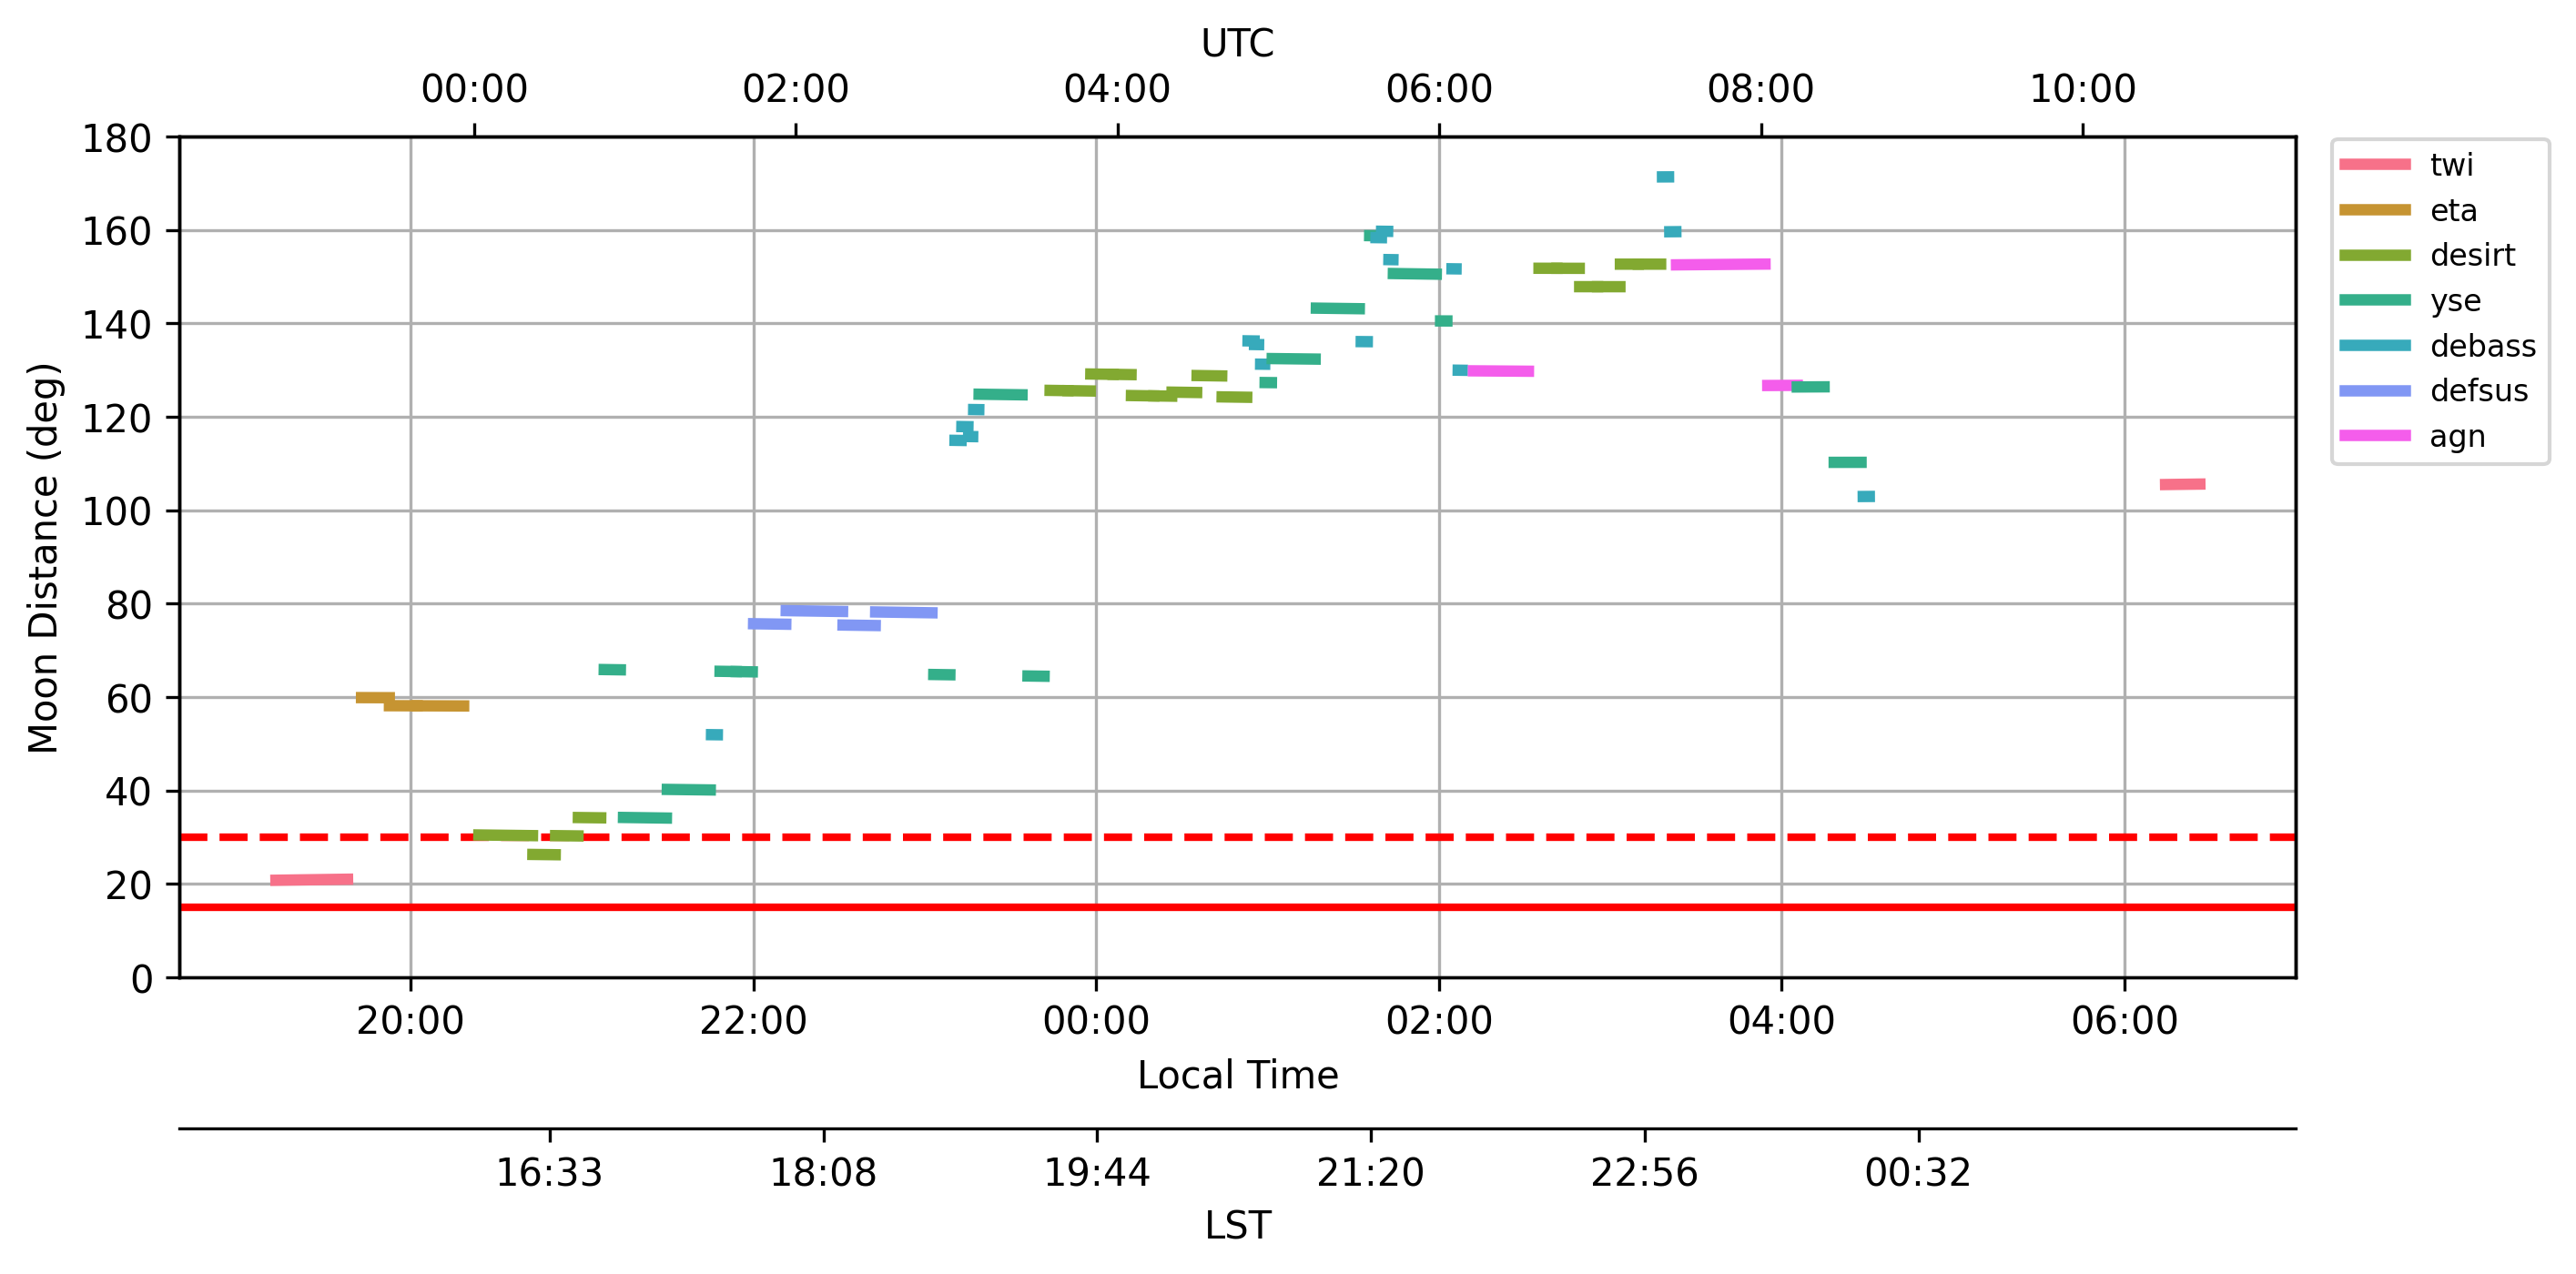 UTC
00:00 02:00 04:00 06:00 08:00 10:00
180
160
140
120
100
80
60
40
20
0
Moon Distance (deg)
twi
eta
desirt
yse
debass
defsus
agn
20:00 22:00 00:00 02:00 04:00 06:00
Local Time
16:33 18:08 19:44 21:20 22:56 00:32
LST